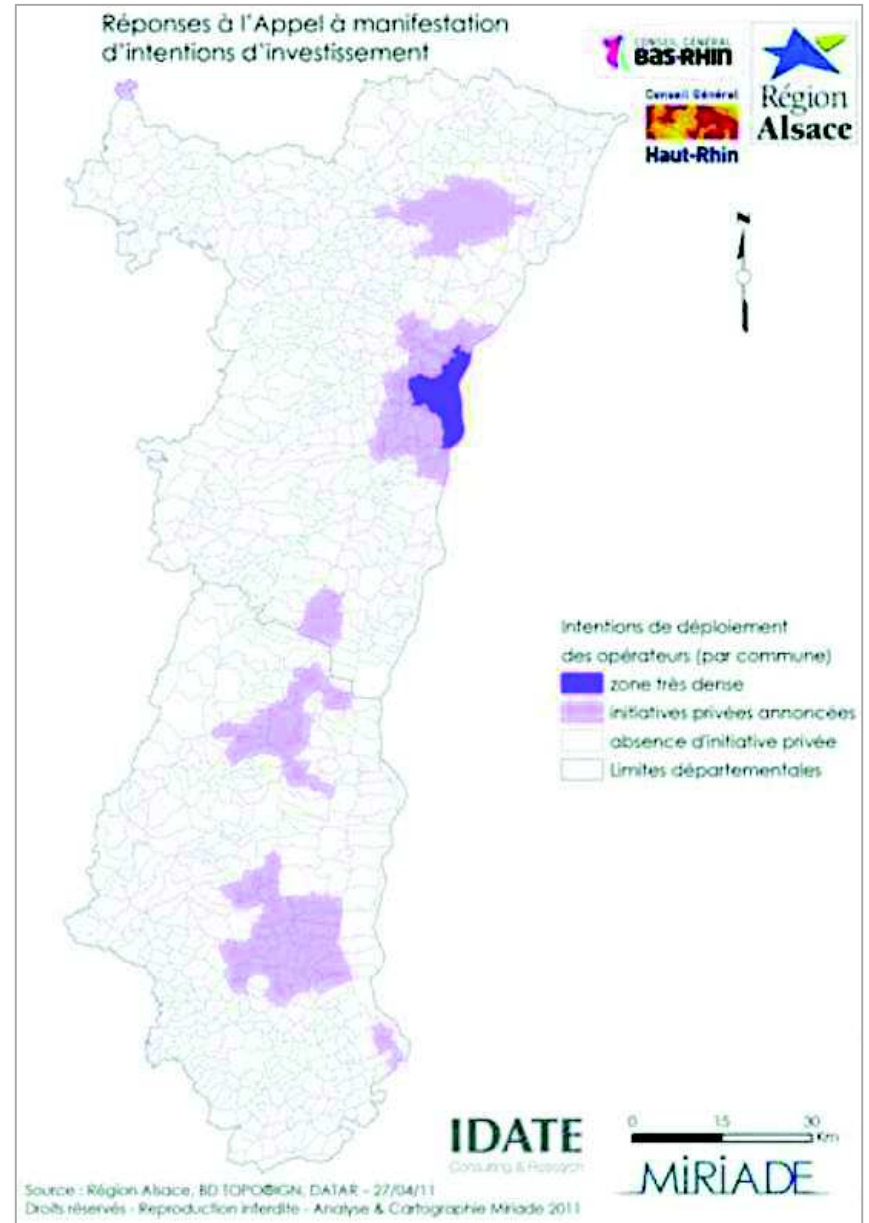 Réponses à l'Appel à manifestation
d'intentions d'investissement
CONSEIL GÉNÉRAL
BAS-RHIN
Conseil Général
Haut-Rhin
Région
Alsace
N
Intentions de déploiement
des opérateurs (par commune)
zone très dense
initiatives privées annoncées
absence d'initiative privée
Limites départementales
IDATE
Consulting & Research
0 15 30
Km
MIRIADE
Source : Région Alsace, BD TOPO®IGN, DATAR - 27/04/11
Droits réservés - Reproduction interdite - Analyse & Cartographie Miriade 2011